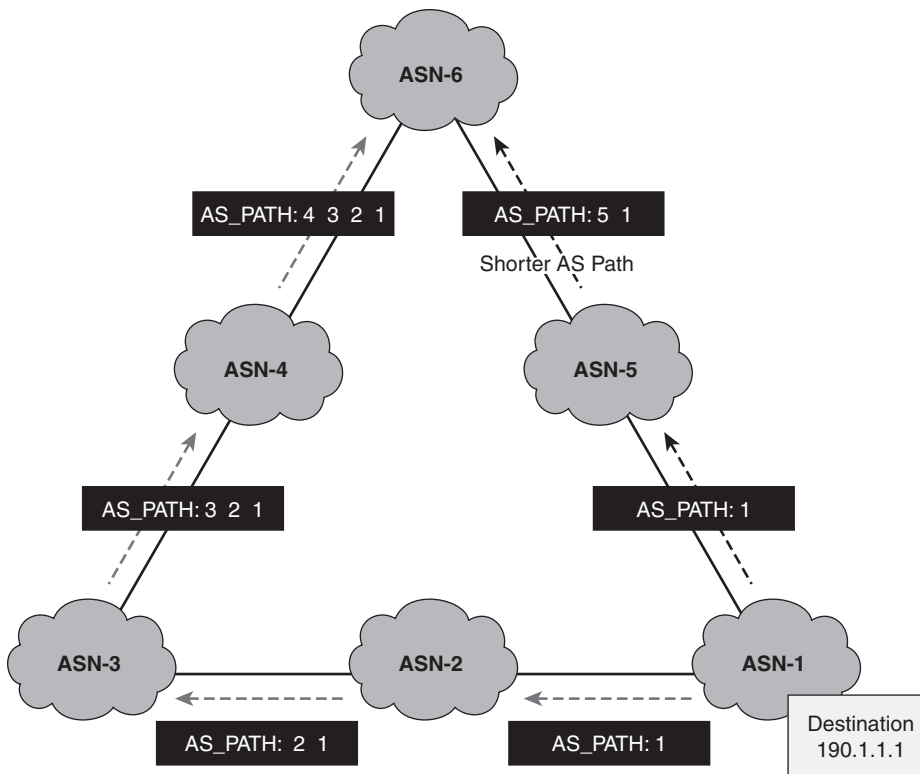 ASN-6
AS_PATH: 4 3 2 1
AS_PATH: 5 1
Shorter AS Path
ASN-4
ASN-5
AS_PATH: 3 2 1
AS_PATH: 1
ASN-3
ASN-2
ASN-1
AS_PATH: 2 1
AS_PATH: 1
Destination
190.1.1.1